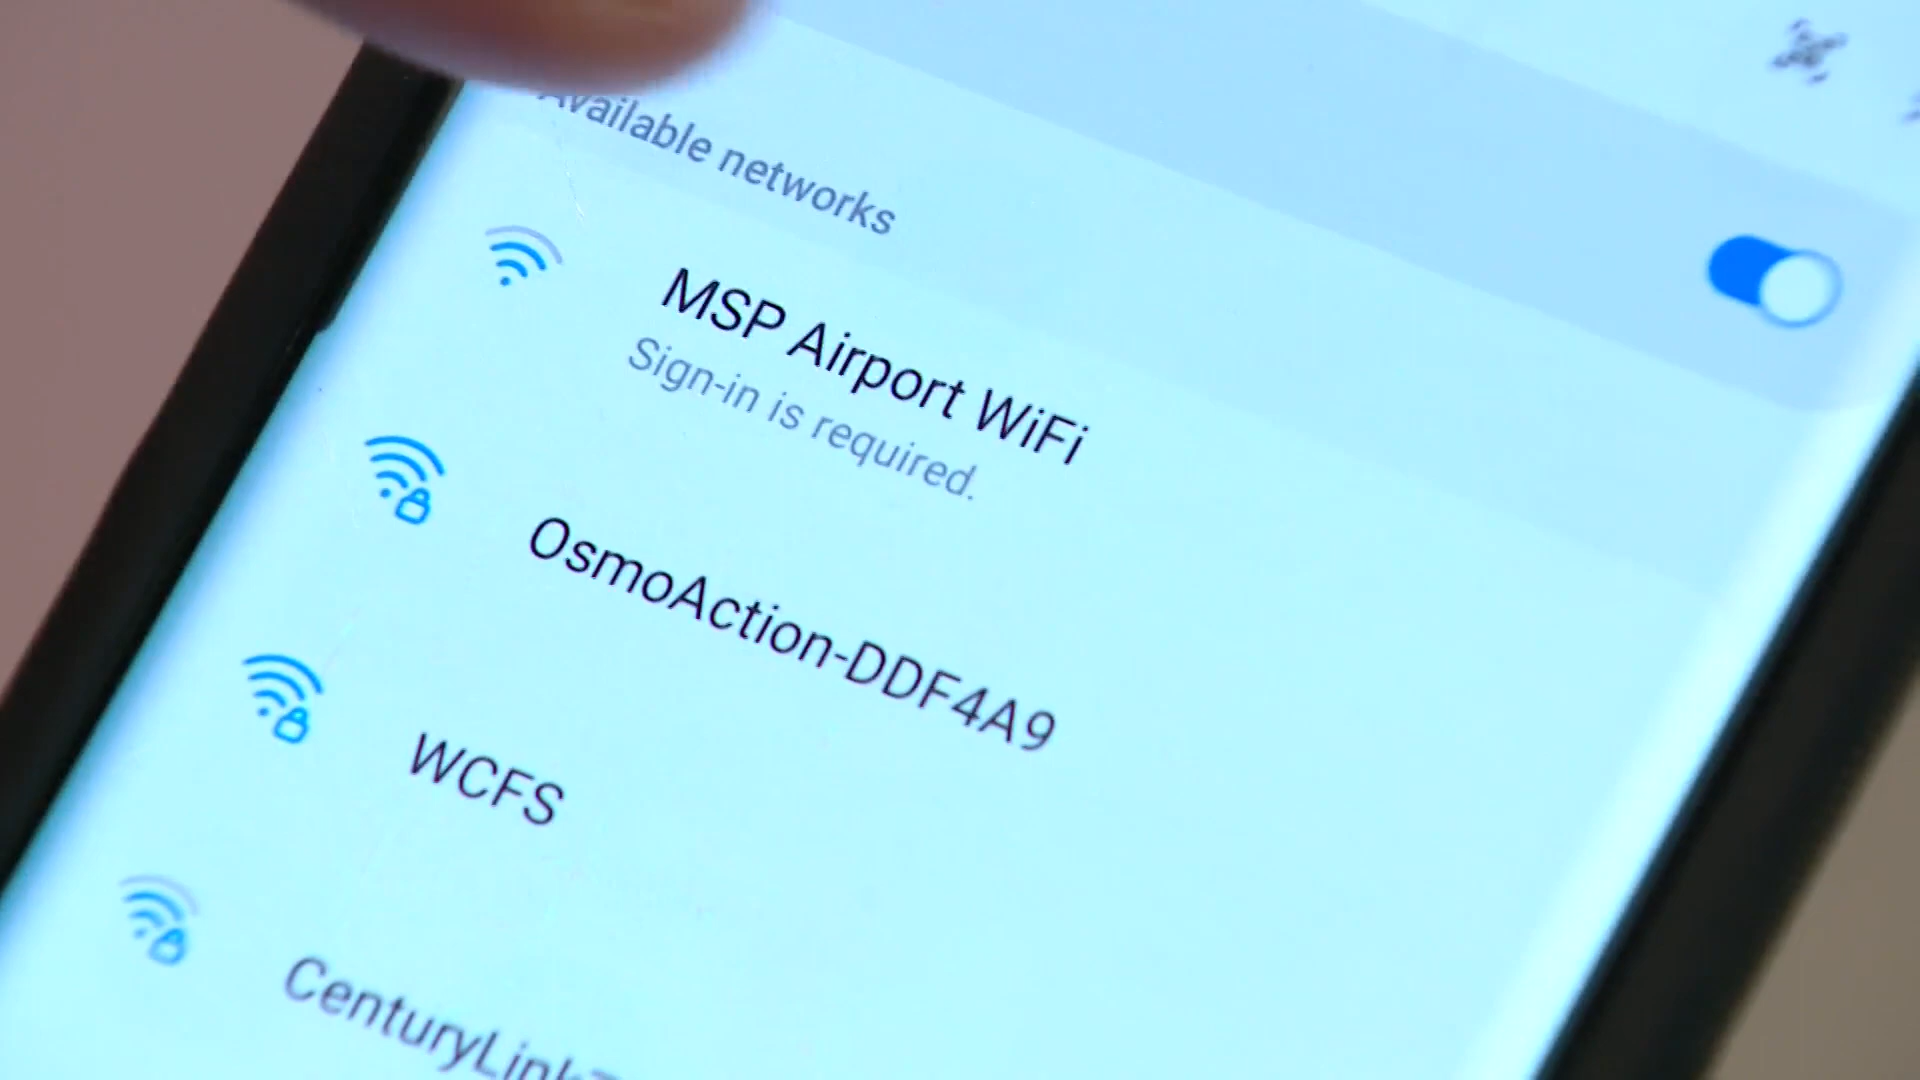 Available networks
MSP Airport WiFi
Sign-in is required.
OsmoAction-DDF4A9
WCFS